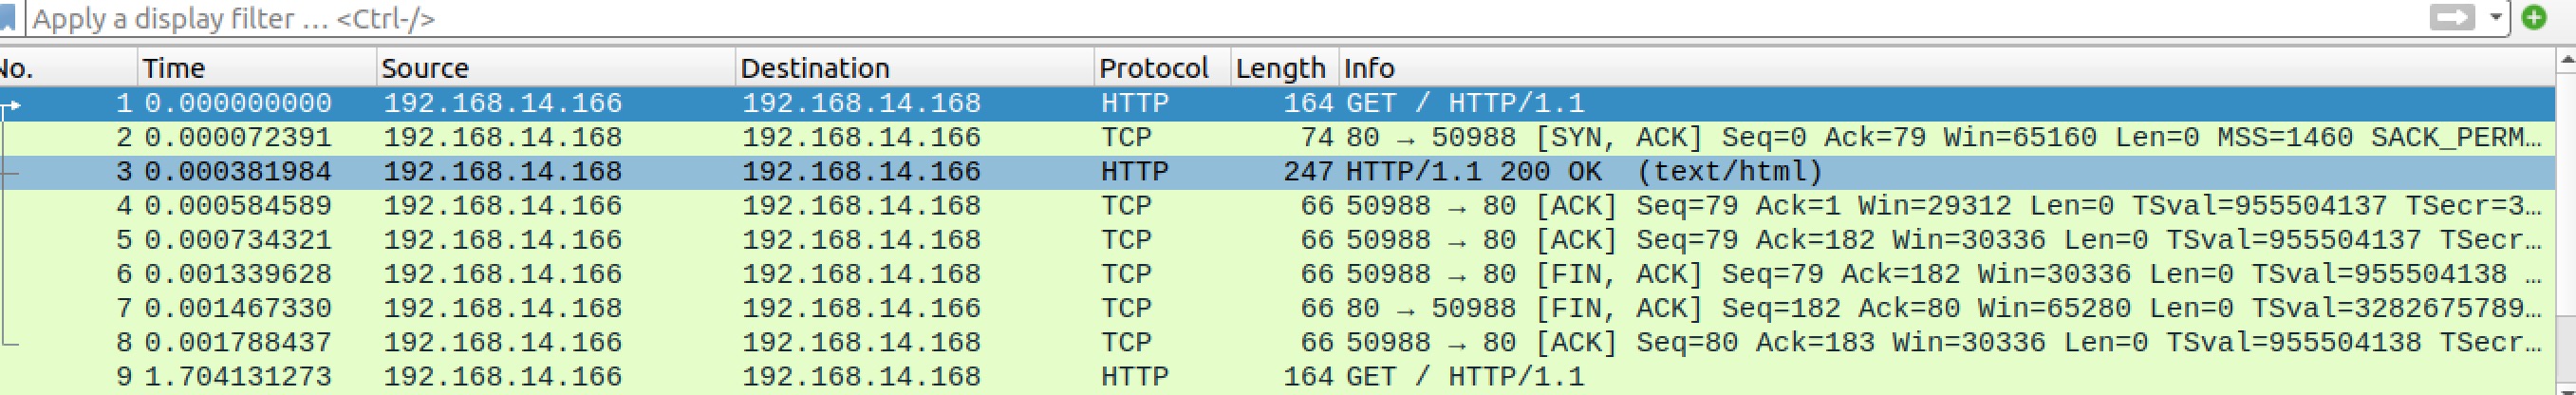 Apply a display filter … <Ctrl-/>
No. Time Source Destination Protocol Length Info
1 0.000000000 192.168.14.166 192.168.14.168 HTTP 164 GET / HTTP/1.1
2 0.000072391 192.168.14.168 192.168.14.166 TCP 74 80 → 50988 [SYN, ACK] Seq=0 Ack=79 Win=65160 Len=0 MSS=1460 SACK_PERM…
3 0.000381984 192.168.14.168 192.168.14.166 HTTP 247 HTTP/1.1 200 OK (text/html)
4 0.000584589 192.168.14.166 192.168.14.168 TCP 66 50988 → 80 [ACK] Seq=79 Ack=1 Win=29312 Len=0 TSval=955504137 TSecr=3…
5 0.000734321 192.168.14.166 192.168.14.168 TCP 66 50988 → 80 [ACK] Seq=79 Ack=182 Win=30336 Len=0 TSval=955504137 TSecr…
6 0.001339628 192.168.14.166 192.168.14.168 TCP 66 50988 → 80 [FIN, ACK] Seq=79 Ack=182 Win=30336 Len=0 TSval=955504138 …
7 0.001467330 192.168.14.168 192.168.14.166 TCP 66 80 → 50988 [FIN, ACK] Seq=182 Ack=80 Win=65280 Len=0 TSval=3282675789…
8 0.001788437 192.168.14.166 192.168.14.168 TCP 66 50988 → 80 [ACK] Seq=80 Ack=183 Win=30336 Len=0 TSval=955504138 TSecr…
9 1.704131273 192.168.14.166 192.168.14.168 HTTP 164 GET / HTTP/1.1